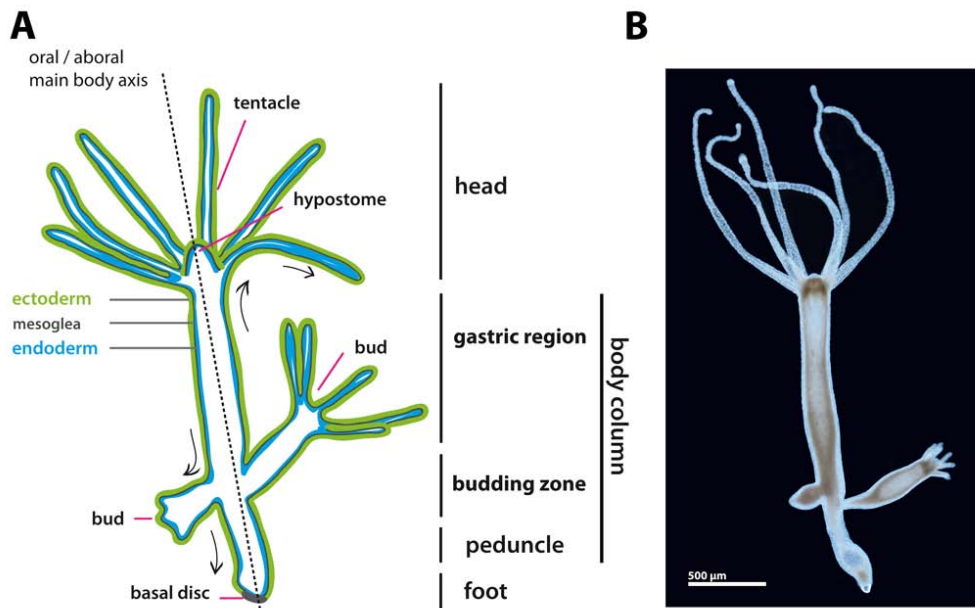 A
B
oral / aboral
main body axis
tentacle
hypostome
head
ectoderm
mesoglea
endoderm
gastric region
bud
body column
budding zone
bud
peduncle
basal disc
foot
500 µm